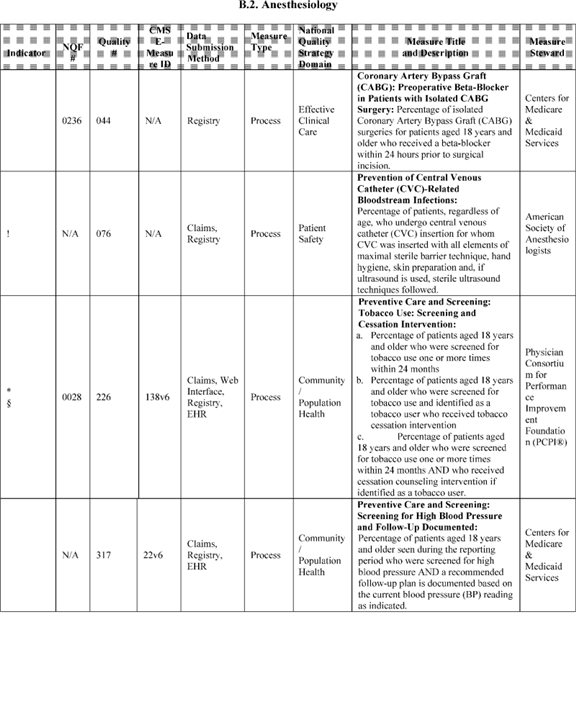 B.2. Anesthesiology
Indicator
NQF
#
Quality
#
CMS
E-
Measu
re ID
Data
Submission
Method
Measure
Type
National
Quality
Strategy
Domain
Measure Title
and Description
Measure
Steward
0236
044
N/A
Registry
Process
Effective
Clinical
Care
Coronary Artery Bypass Graft
(CABG): Preoperative Beta-Blocker
in Patients with Isolated CABG
Surgery: Percentage of isolated
Coronary Artery Bypass Graft (CABG)
surgeries for patients aged 18 years and
older who received a beta-blocker
within 24 hours prior to surgical
incision.
Centers for
Medicare
&
Medicaid
Services
!
N/A
076
N/A
Claims,
Registry
Process
Patient
Safety
Prevention of Central Venous
Catheter (CVC)-Related
Bloodstream Infections:
Percentage of patients, regardless of
age, who undergo central venous
catheter (CVC) insertion for whom
CVC was inserted with all elements of
maximal sterile barrier technique, hand
hygiene, skin preparation and, if
ultrasound is used, sterile ultrasound
techniques followed.
American
Society of
Anesthesio
logists
*
§
0028
226
138v6
Claims, Web
Interface,
Registry,
EHR
Process
Community
/
Population
Health
Preventive Care and Screening:
Tobacco Use: Screening and
Cessation Intervention:
a. Percentage of patients aged 18 years
and older who were screened for
tobacco use one or more times
within 24 months
b. Percentage of patients aged 18 years
and older who were screened for
tobacco use and identified as a
tobacco user who received tobacco
cessation intervention
c. Percentage of patients aged
18 years and older who were screened
for tobacco use one or more times
within 24 months AND who received
cessation counseling intervention if
identified as a tobacco user.
Physician
Consortiu
m for
Performan
ce
Improvem
ent
Foundatio
n (PCPI®)
N/A
317
22v6
Claims,
Registry,
EHR
Process
Community
/
Population
Health
Preventive Care and Screening:
Screening for High Blood Pressure
and Follow-Up Documented:
Percentage of patients aged 18 years
and older seen during the reporting
period who were screened for high
blood pressure AND a recommended
follow-up plan is documented based on
the current blood pressure (BP) reading
as indicated.
Centers for
Medicare
&
Medicaid
Services